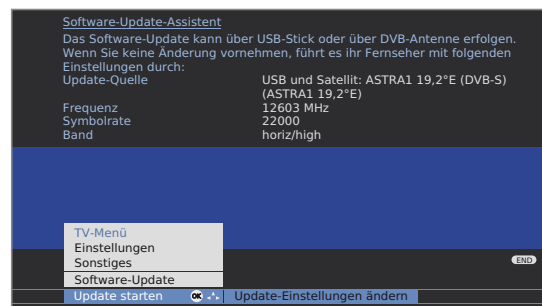 Software-Update-Assistent
Das Software-Update kann über USB-Stick oder über DVB-Antenne erfolgen.
Wenn Sie keine Änderung vornehmen, führt es ihr Fernseher mit folgenden
Einstellungen durch:
Update-Quelle USB und Satellit: ASTRA1 19,2°E (DVB-S)
(ASTRA1 19,2°E)
Frequenz 12603 MHz
Symbolrate 22000
Band horiz/high
TV-Menü
Einstellungen
Sonstiges
END
Software-Update
Update starten OK Update-Einstellungen ändern